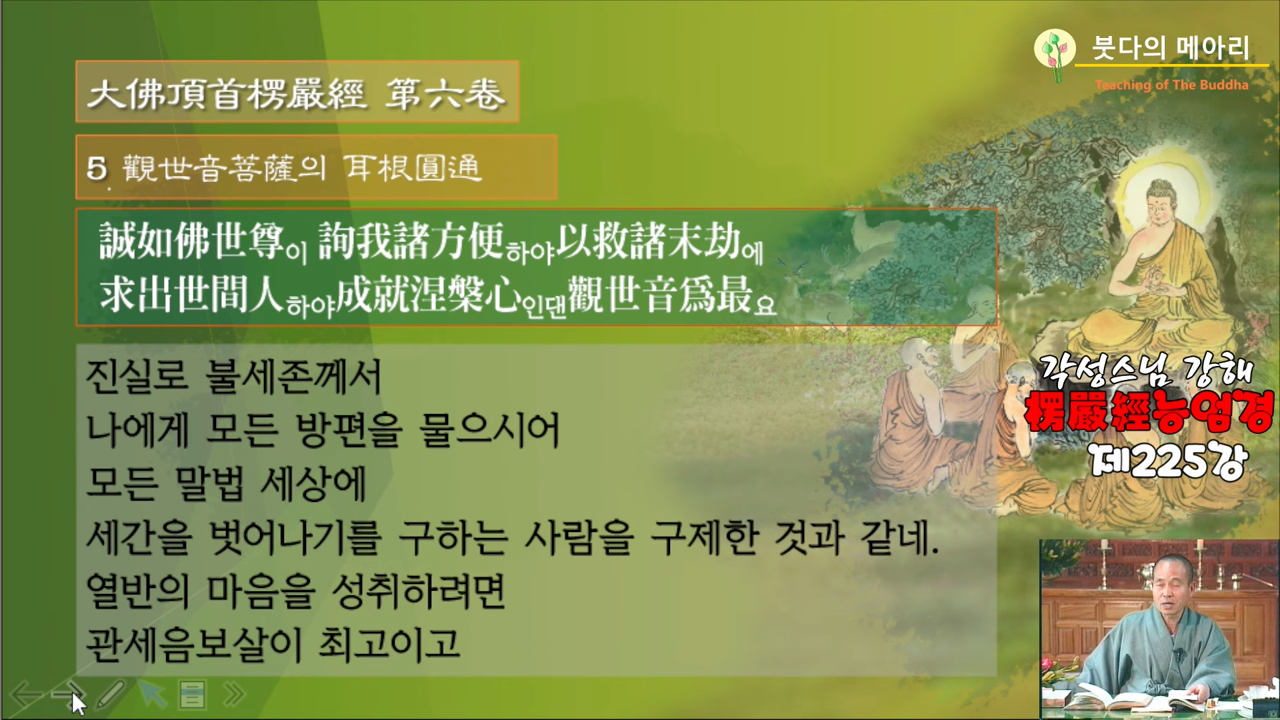 大佛頂首楞嚴經 第六卷
5. 觀世音菩薩의 耳根圓通
誠如佛世尊이 詢我諸方便하야以救諸末劫에
求出世間人하야成就涅槃心인댄觀世音爲最요
진실로 불세존께서
나에게 모든 방편을 물으시어
모든 말법 세상에
세간을 벗어나기를 구하는 사람을 구제한 것과 같네.
열반의 마음을 성취하려면
관세음보살이 최고이고
붓다의 메아리
Teaching of The Buddha
각성스님 강해
楞嚴經능엄경
제225강